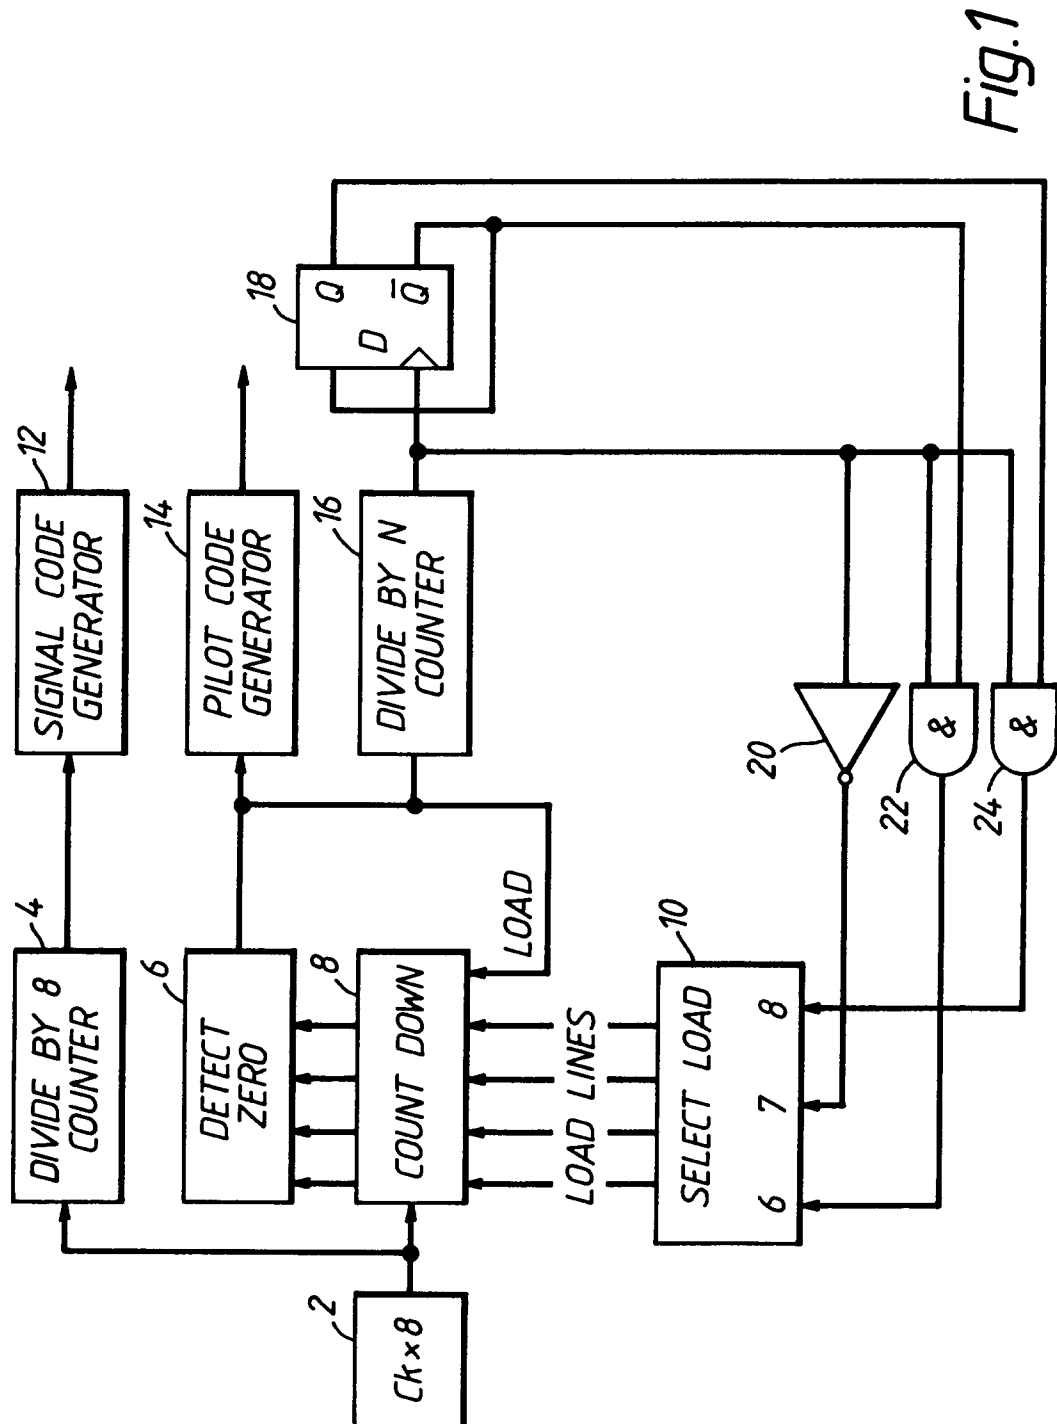 2
Ck×8
4
DIVIDE BY 8
COUNTER
12
SIGNAL CODE
GENERATOR
6
DETECT
ZERO
14
PILOT CODE
GENERATOR
8
COUNT DOWN
LOAD
16
DIVIDE BY N
COUNTER
18
D
Q
Q̅
LOAD LINES
10
SELECT LOAD
6
7
8
20
22
&
24
&
Fig.1